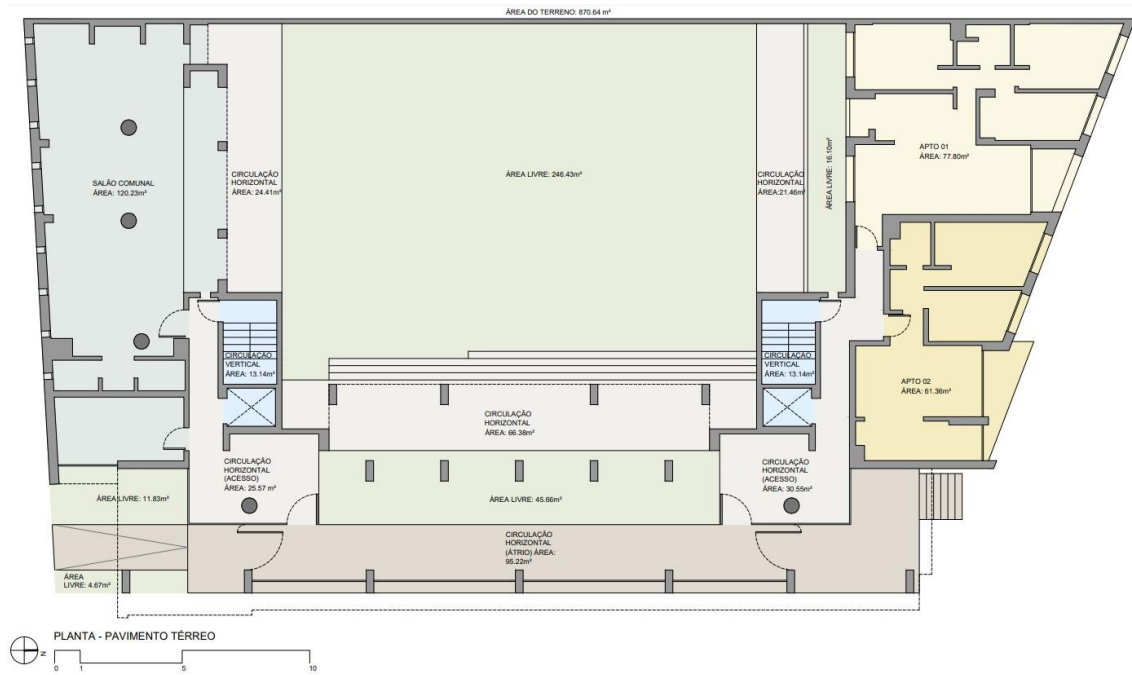 ÁREA DO TERRENO: 870.64 m²
SALÃO COMUNAL
ÁREA: 120.23m²
CIRCULAÇÃO
HORIZONTAL
ÁREA: 24.41m²
ÁREA LIVRE: 246.43m²
CIRCULAÇÃO
HORIZONTAL
ÁREA:21.46m²
ÁREA LIVRE: 16.10m²
APTO 01
ÁREA: 77.80m²
CIRCULAÇÃO
VERTICAL
ÁREA: 13.14m²
CIRCULAÇÃO
VERTICAL
ÁREA: 13.14m²
APTO 02
ÁREA: 61.36m²
CIRCULAÇÃO
HORIZONTAL
ÁREA: 66.38m²
CIRCULAÇÃO
HORIZONTAL
(ACESSO)
ÁREA: 25.57 m²
CIRCULAÇÃO
HORIZONTAL
(ACESSO)
ÁREA: 30.55m²
ÁREA LIVRE: 11.83m²
ÁREA LIVRE: 45.66m²
CIRCULAÇÃO
HORIZONTAL
(ÁTRIO) ÁREA:
95.22m²
ÁREA
LIVRE: 4.67m²
PLANTA - PAVIMENTO TÉRREO
N
0 1 5 10